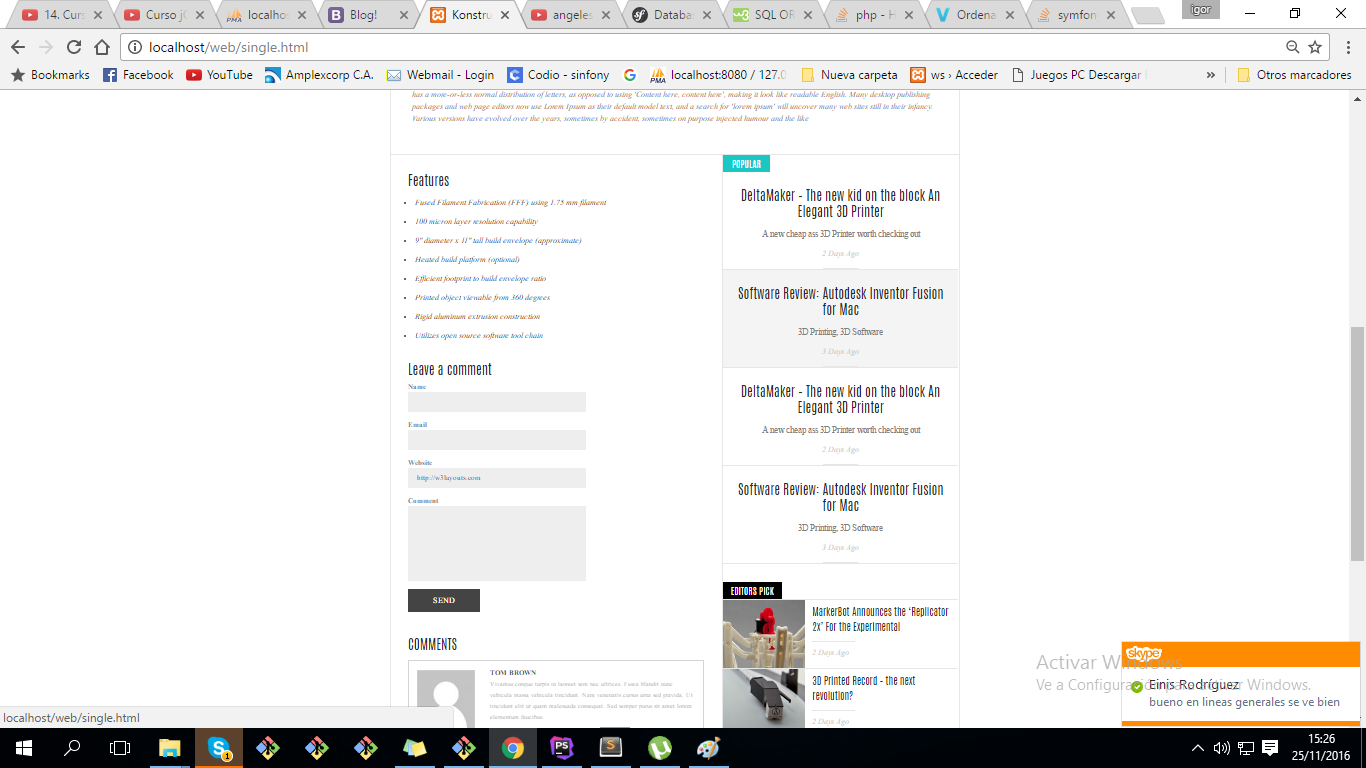 14. Curs
Curso j
localhos
Blog!
Konstru
angeles
Databa
SQL OR
php - H
Ordena
symfon
igor
localhost/web/single.html
Bookmarks
Facebook
YouTube
Amplexcorp C.A.
Webmail - Login
Codio - sinfony
localhost:8080 / 127.0
Nueva carpeta
ws › Acceder
Juegos PC Descargar
»
Otros marcadores
has a more-or-less normal distribution of letters, as opposed to using 'Content here, content here', making it look like readable English. Many desktop publishing
packages and web page editors now use Lorem Ipsum as their default model text, and a search for 'lorem ipsum' will uncover many web sites still in their infancy.
Various versions have evolved over the years, sometimes by accident, sometimes on purpose injected humour and the like
Features
• Fused Filament Fabrication (FFF) using 1.75 mm filament
• 100 micron layer resolution capability
• 9" diameter x 11" tall build envelope (approximate)
• Heated build platform (optional)
• Efficient footprint to build envelope ratio
• Printed object viewable from 360 degrees
• Rigid aluminum extrusion construction
• Utilizes open source software tool chain
Leave a comment
Name
Email
Website
http://w3layouts.com
Comment
SEND
COMMENTS
TOM BROWN
Vivamus congue turpis in laoreet sem nec ultrices. Fusce blandit nunc
vehicula massa vehicula tincidunt. Nam venenatis cursus urna sed gravida. Ut
tincidunt elit ut quam malesuada consequat. Sed semper purus sit amet lorem
elementum faucibus.
POPULAR
DeltaMaker - The new kid on the block An
Elegant 3D Printer
A new cheap ass 3D Printer worth checking out
2 Days Ago
Software Review: Autodesk Inventor Fusion
for Mac
3D Printing, 3D Software
3 Days Ago
DeltaMaker - The new kid on the block An
Elegant 3D Printer
A new cheap ass 3D Printer worth checking out
2 Days Ago
Software Review: Autodesk Inventor Fusion
for Mac
3D Printing, 3D Software
3 Days Ago
EDITORS PICK
MarkerBot Announces the ‘Replicator
2x’ For the Experimental
2 Days Ago
3D Printed Record - the next
revolution?
2 Days Ago
Activar Windows
Ve a Configura
ar Windows.
skype
Einjs Rodríguez
bueno en lineas generales se ve bien
localhost/web/single.html
1
PS
S
15:26
25/11/2016